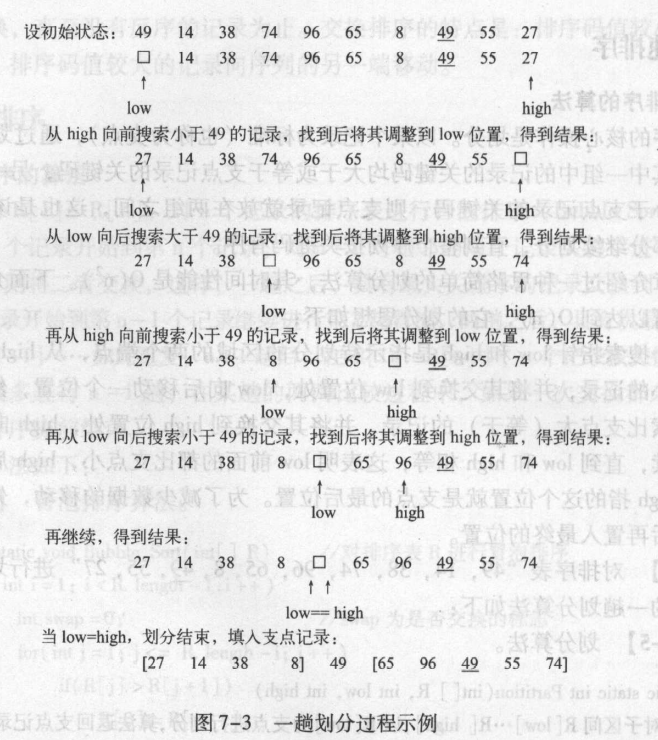 设初始状态： 49 14 38 74 96 65 8 49 55 27
□ 14 38 74 96 65 8 49 55 27
↑ ↑
low high
从 high 向前搜索小于 49 的记录，找到后将其调整到 low 位置，得到结果：
27 14 38 74 96 65 8 49 55 □
↑ ↑
low high
从 low 向后搜索大于 49 的记录，找到后将其调整到 high 位置，得到结果：
27 14 38 □ 96 65 8 49 55 74
↑ ↑
low high
再从 high 向前搜索小于 49 的记录，找到后将其调整到 low 位置，得到结果：
27 14 38 8 96 65 □ 49 55 74
↑ ↑
low high
再从 low 向后搜索小于 49 的记录，找到后将其调整到 high 位置，得到结果：
27 14 38 8 □ 65 96 49 55 74
↑ ↑
low high
再继续，得到结果：
27 14 38 8 □ 65 96 49 55 74
↑ ↑
low== high
当 low=high，划分结束，填入支点记录：
[27 14 38 8] 49 [65 96 49 55 74]
图 7-3 一趟划分过程示例